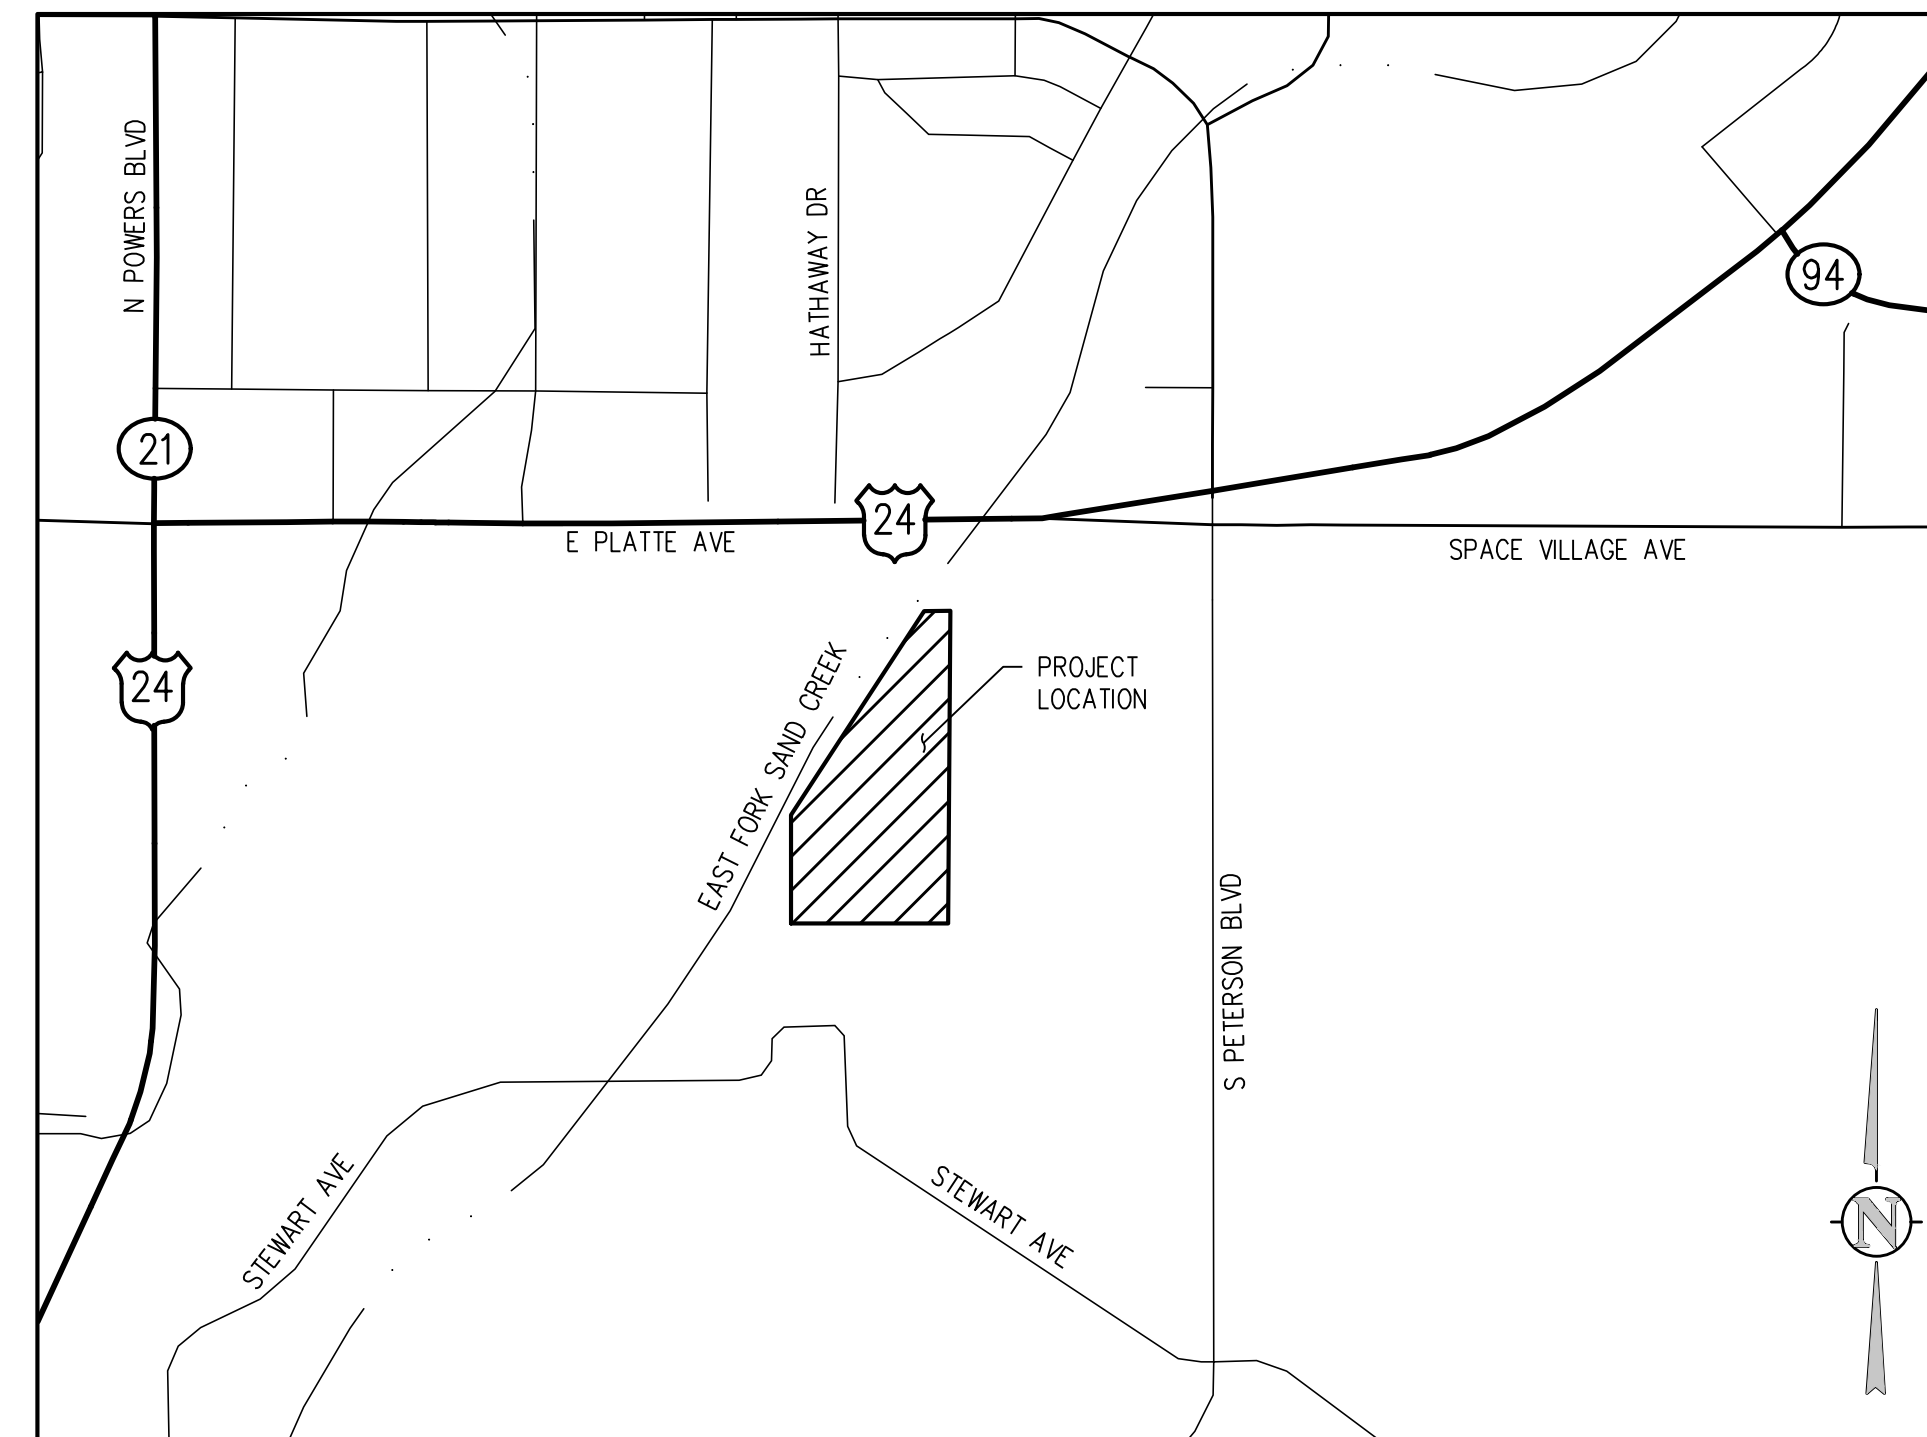 N POWERS BLVD
HATHAWAY DR
94
21
24
E PLATTE AVE
SPACE VILLAGE AVE
24
EAST FORK SAND CREEK
PROJECT
LOCATION
S PETERSON BLVD
STEWART AVE
STEWART AVE
N